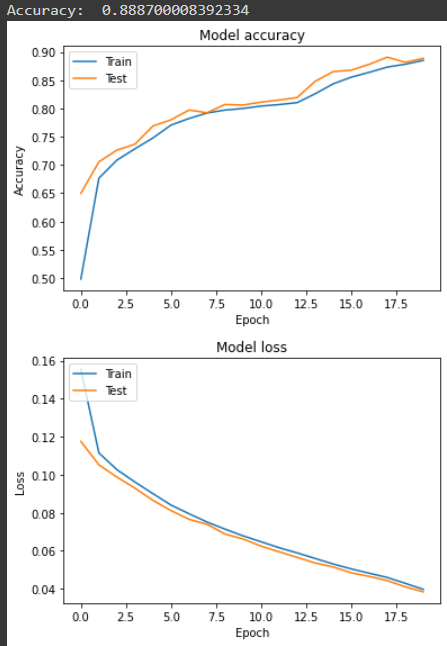 Accuracy:  0.888700008392334
Model accuracy
Train
Test
0.90
0.85
0.80
0.75
0.70
0.65
0.60
0.55
0.50
Accuracy
0.0 2.5 5.0 7.5 10.0 12.5 15.0 17.5
Epoch
Model loss
Train
Test
0.16
0.14
0.12
0.10
0.08
0.06
0.04
Loss
0.0 2.5 5.0 7.5 10.0 12.5 15.0 17.5
Epoch